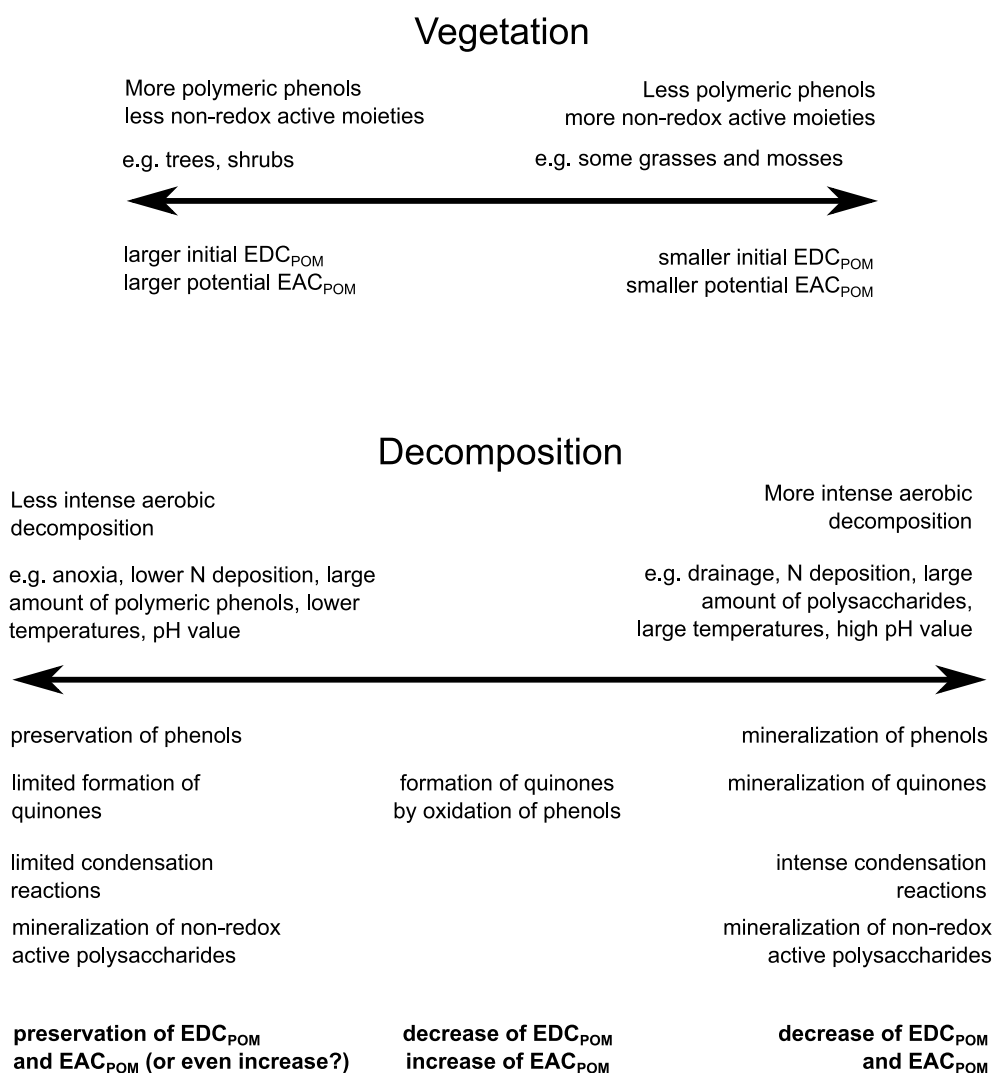 Vegetation
More polymeric phenols
less non-redox active moieties
Less polymeric phenols
more non-redox active moieties
e.g. trees, shrubs
e.g. some grasses and mosses
larger initial EDCPOM
larger potential EACPOM
smaller initial EDCPOM
smaller potential EACPOM
Decomposition
Less intense aerobic
decomposition
More intense aerobic
decomposition
e.g. anoxia, lower N deposition, large
amount of polymeric phenols, lower
temperatures, pH value
e.g. drainage, N deposition, large
amount of polysaccharides,
large temperatures, high pH value
preservation of phenols
mineralization of phenols
limited formation of
quinones
formation of quinones
by oxidation of phenols
mineralization of quinones
limited condensation
reactions
intense condensation
reactions
mineralization of non-redox
active polysaccharides
mineralization of non-redox
active polysaccharides
preservation of EDCPOM
and EACPOM (or even increase?)
decrease of EDCPOM
increase of EACPOM
decrease of EDCPOM
and EACPOM